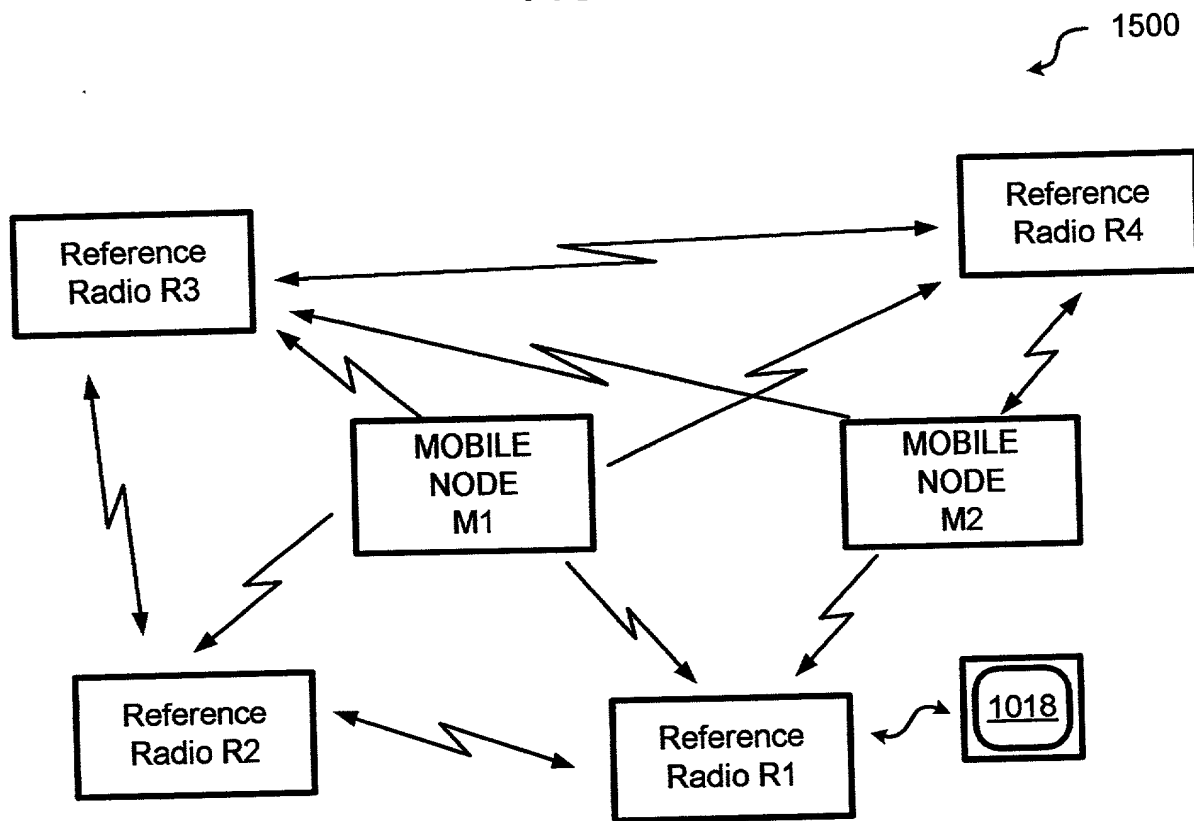 1500
Reference
Radio R4
Reference
Radio R3
MOBILE
NODE
M1
MOBILE
NODE
M2
Reference
Radio R2
Reference
Radio R1
1018